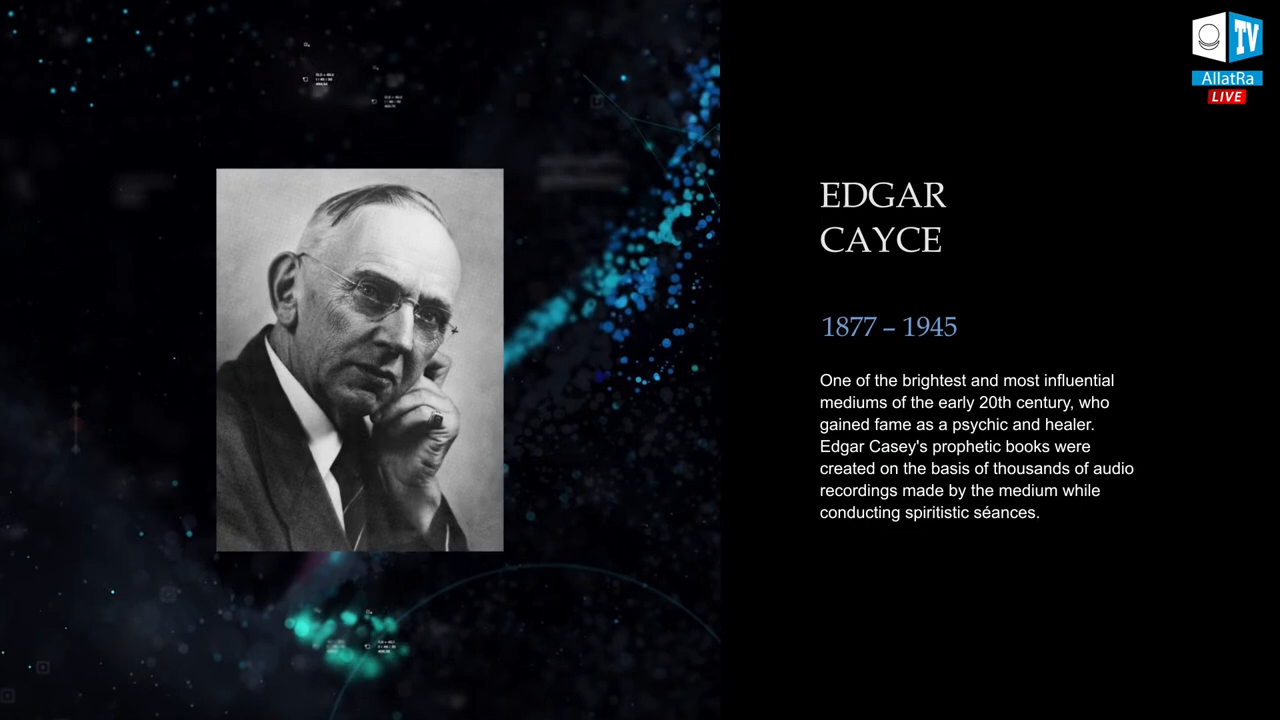 TV
AllatRa
LIVE
EDGAR
CAYCE
1877 – 1945
One of the brightest and most influential
mediums of the early 20th century, who
gained fame as a psychic and healer.
Edgar Casey's prophetic books were
created on the basis of thousands of audio
recordings made by the medium while
conducting spiritistic séances.